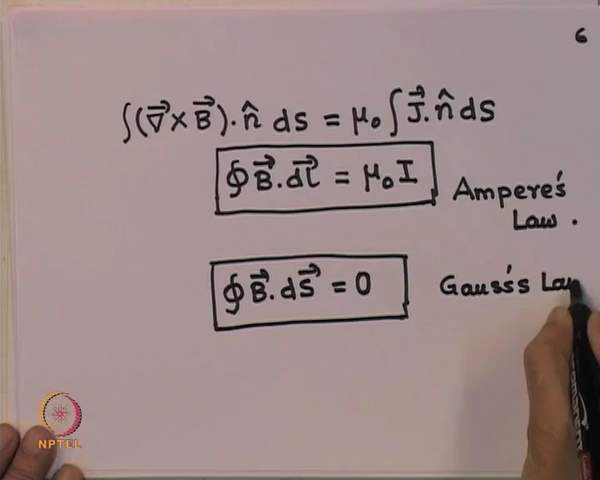 6
∫(∇⃗×B⃗).n̂ ds = μ₀∫J⃗.n̂ dS
∮B⃗.dl⃗ = μ₀I
Ampere's
Law.
∮B⃗.dS⃗ = 0
Gauss's Law
NPTEL